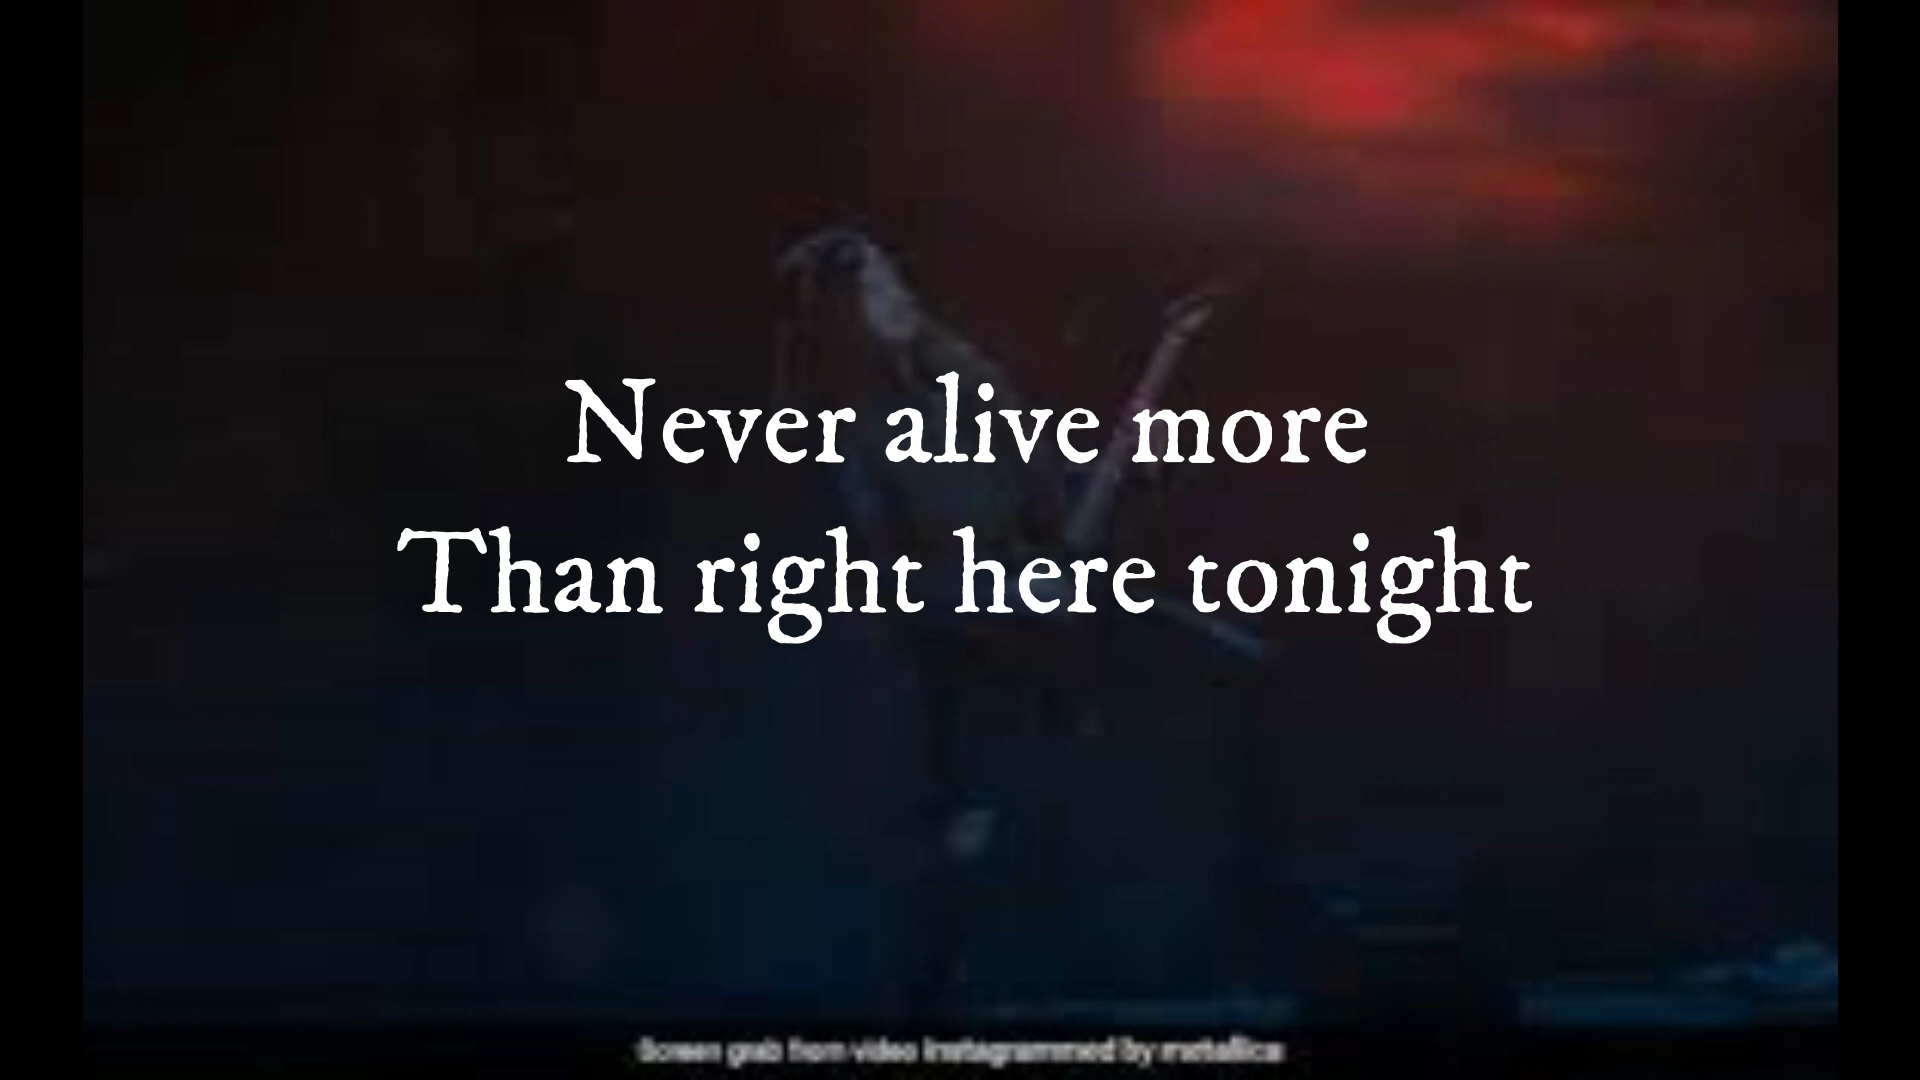 Never alive more
Than right here tonight
Screen grab from video Instagrammed by metallica